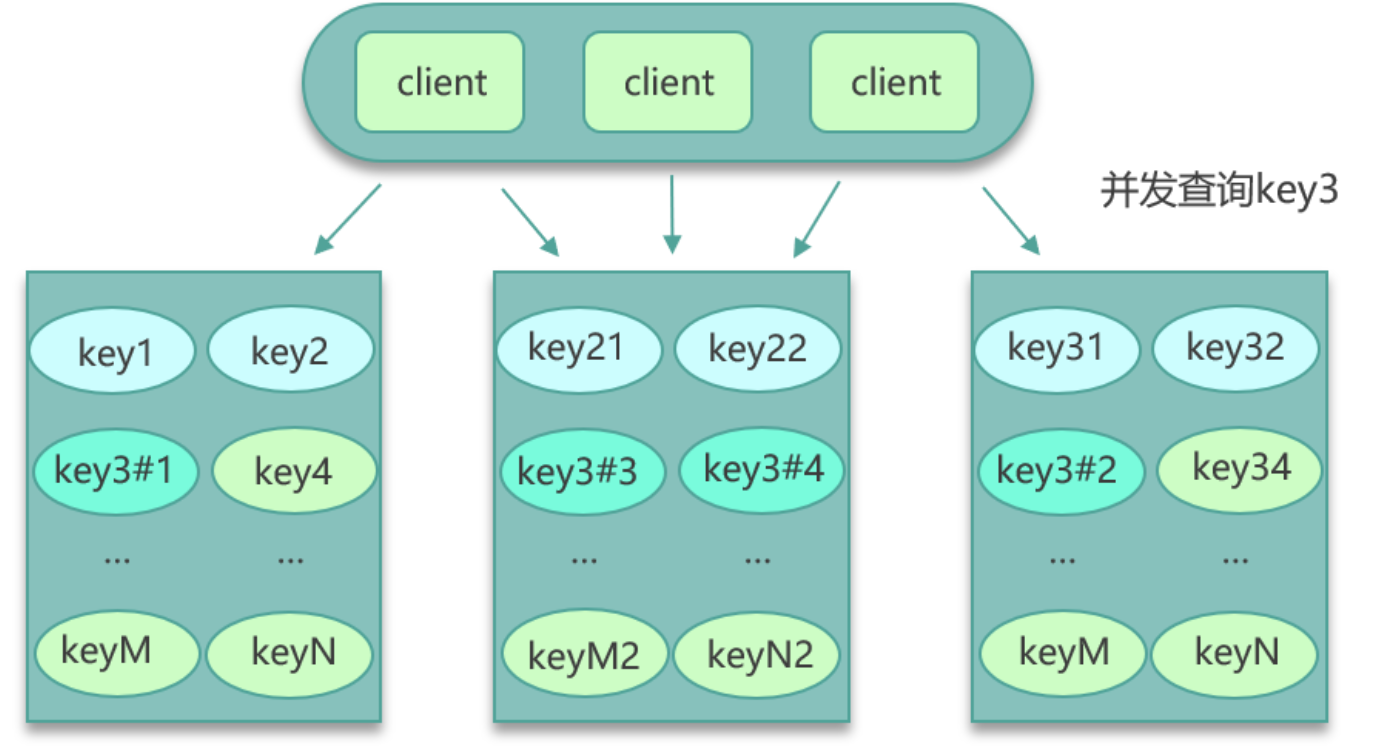 client client client
并发查询key3
key1 key2 key21 key22 key31 key32
key3#1 key4 key3#3 key3#4 key3#2 key34
... ... ... ... ... ...
keyM keyN keyM2 keyN2 keyM keyN